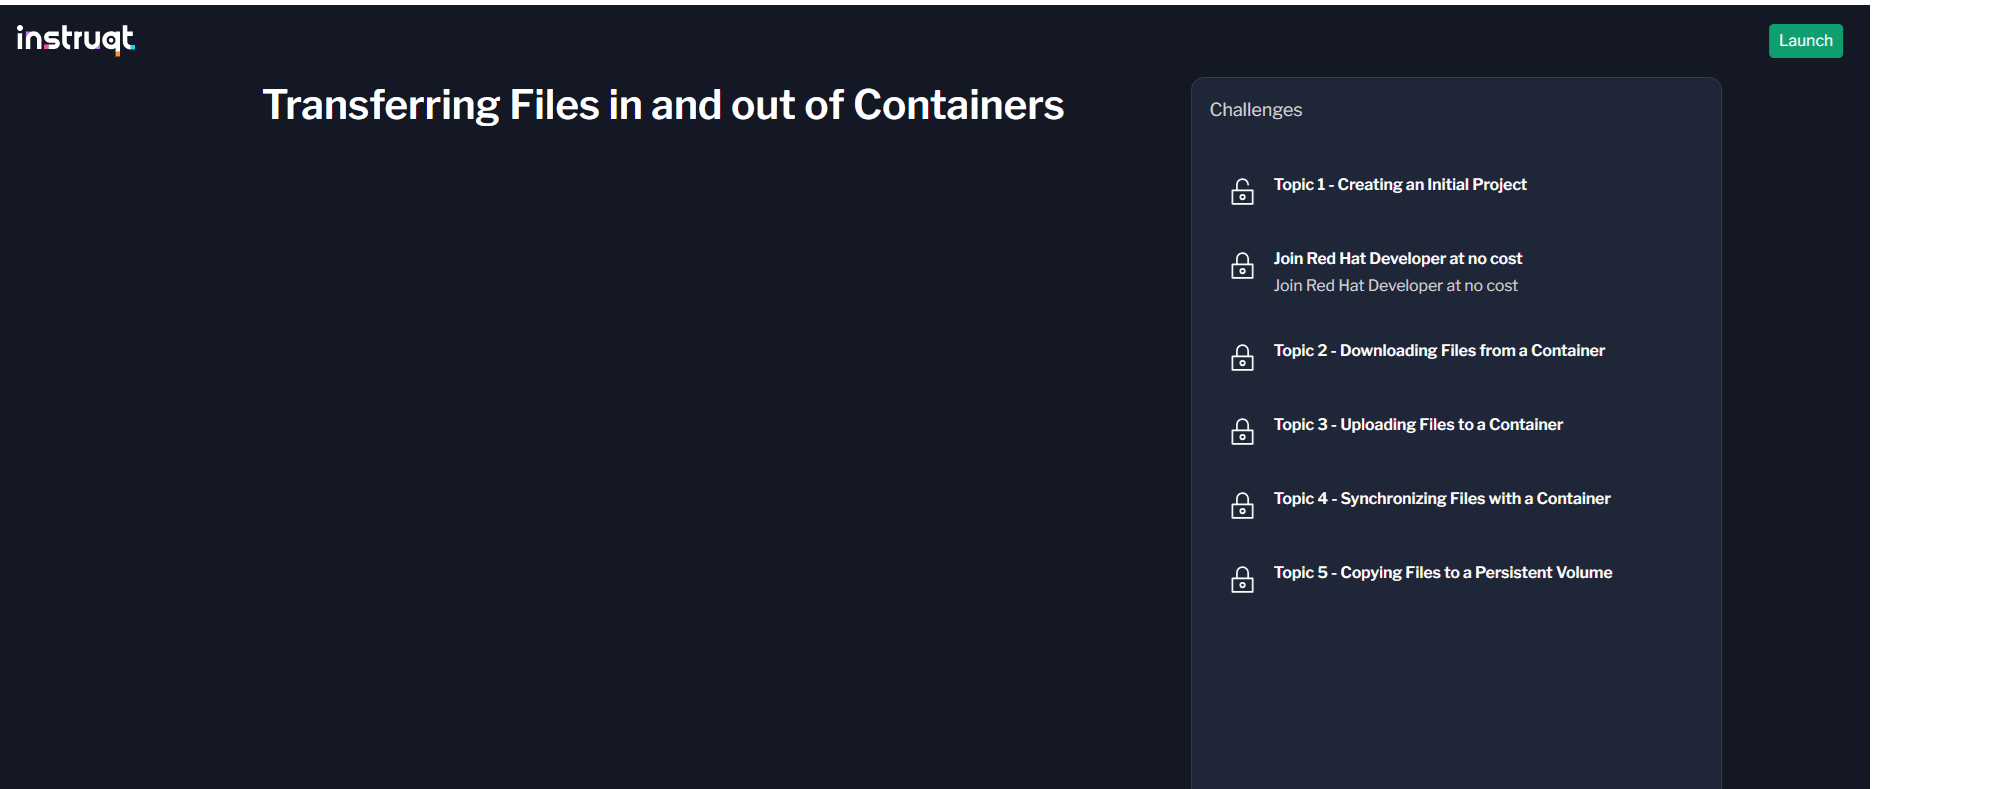 instruqt
Launch
Transferring Files in and out of Containers
Challenges
Topic 1 - Creating an Initial Project
Join Red Hat Developer at no cost
Join Red Hat Developer at no cost
Topic 2 - Downloading Files from a Container
Topic 3 - Uploading Files to a Container
Topic 4 - Synchronizing Files with a Container
Topic 5 - Copying Files to a Persistent Volume